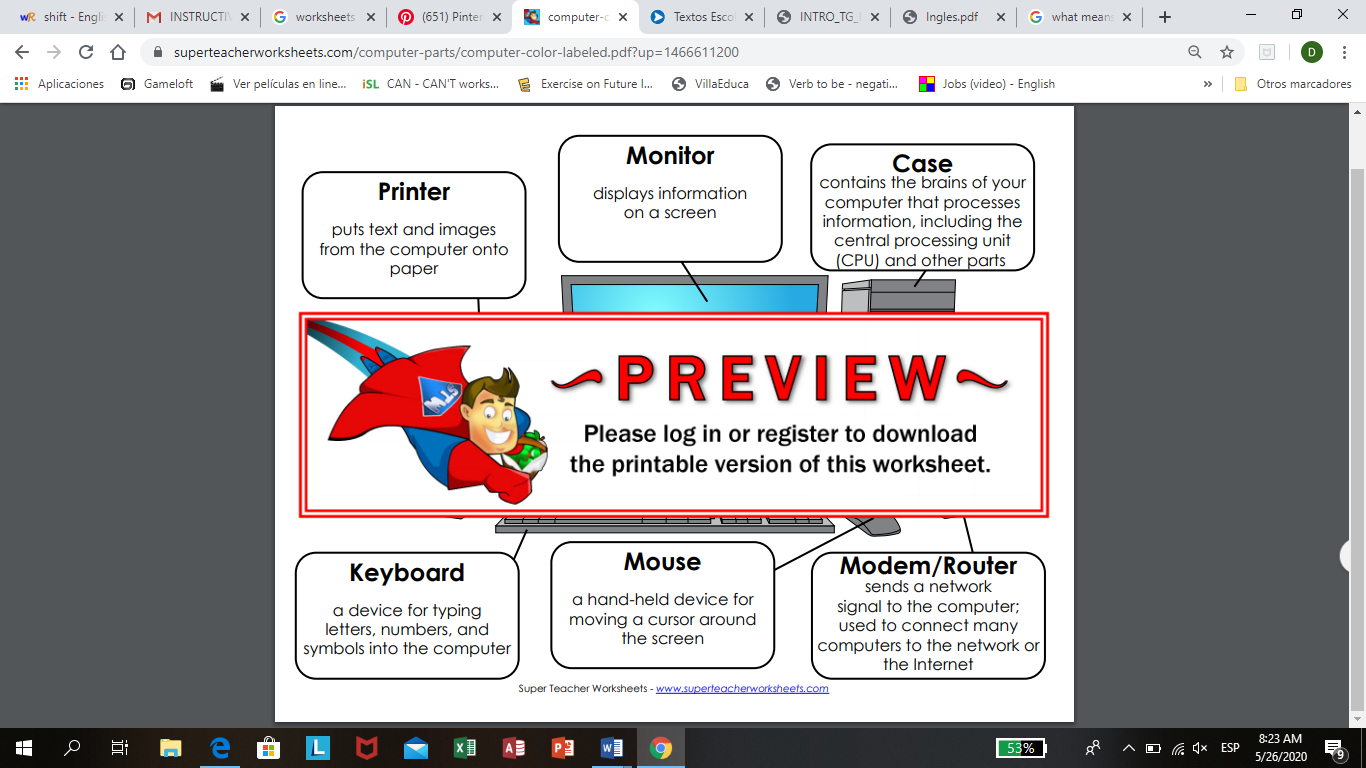 shift - Engli
INSTRUCTIV
worksheets
(651) Pinter
computer-c
Textos Esco
INTRO_TG_
Ingles.pdf
what means
superteacherworksheets.com/computer-parts/computer-color-labeled.pdf?up=1466611200
D
Aplicaciones
Gameloft
Ver películas en line...
iSL CAN - CAN'T works...
Exercise on Future I...
VillaEduca
Verb to be - negati...
Jobs (video) - English
»
Otros marcadores
Printer
puts text and images
from the computer onto
paper
Monitor
displays information
on a screen
Case
contains the brains of your
computer that processes
information, including the
central processing unit
(CPU) and other parts
STW
~PREVIEW~
Please log in or register to download
the printable version of this worksheet.
Keyboard
a device for typing
letters, numbers, and
symbols into the computer
Mouse
a hand-held device for
moving a cursor around
the screen
Modem/Router
sends a network
signal to the computer;
used to connect many
computers to the network or
the Internet
Super Teacher Worksheets - www.superteacherworksheets.com
53%
ESP
8:23 AM
5/26/2020
9